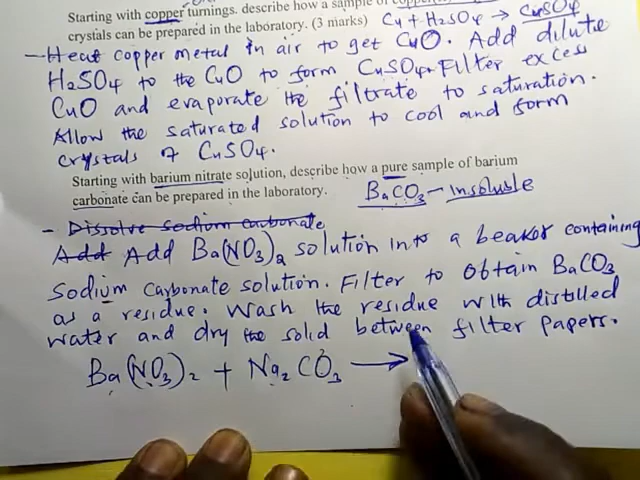 Starting with copper turnings. describe how a sample of copper
crystals can be prepared in the laboratory. (3 marks) Cu + H2SO4 → CuSO4
- Heat copper metal in air to get CuO. Add dilute
H2SO4 to the CuO to form CuSO4. Filter excess
CuO and evaporate the filtrate to saturation.
Allow the saturated solution to cool and form
crystals of CuSO4.
Starting with barium nitrate solution, describe how a pure sample of barium
carbonate can be prepared in the laboratory. BaCO3 - insoluble
- Dissolve sodium carbonate
Add Add Ba(NO3)2 solution into a beaker containing
Sodium Carbonate solution. Filter to obtain BaCO3
as a residue. Wash the residue with distilled
water and dry the solid between filter papers.
Ba(NO3)2 + Na2CO3 →